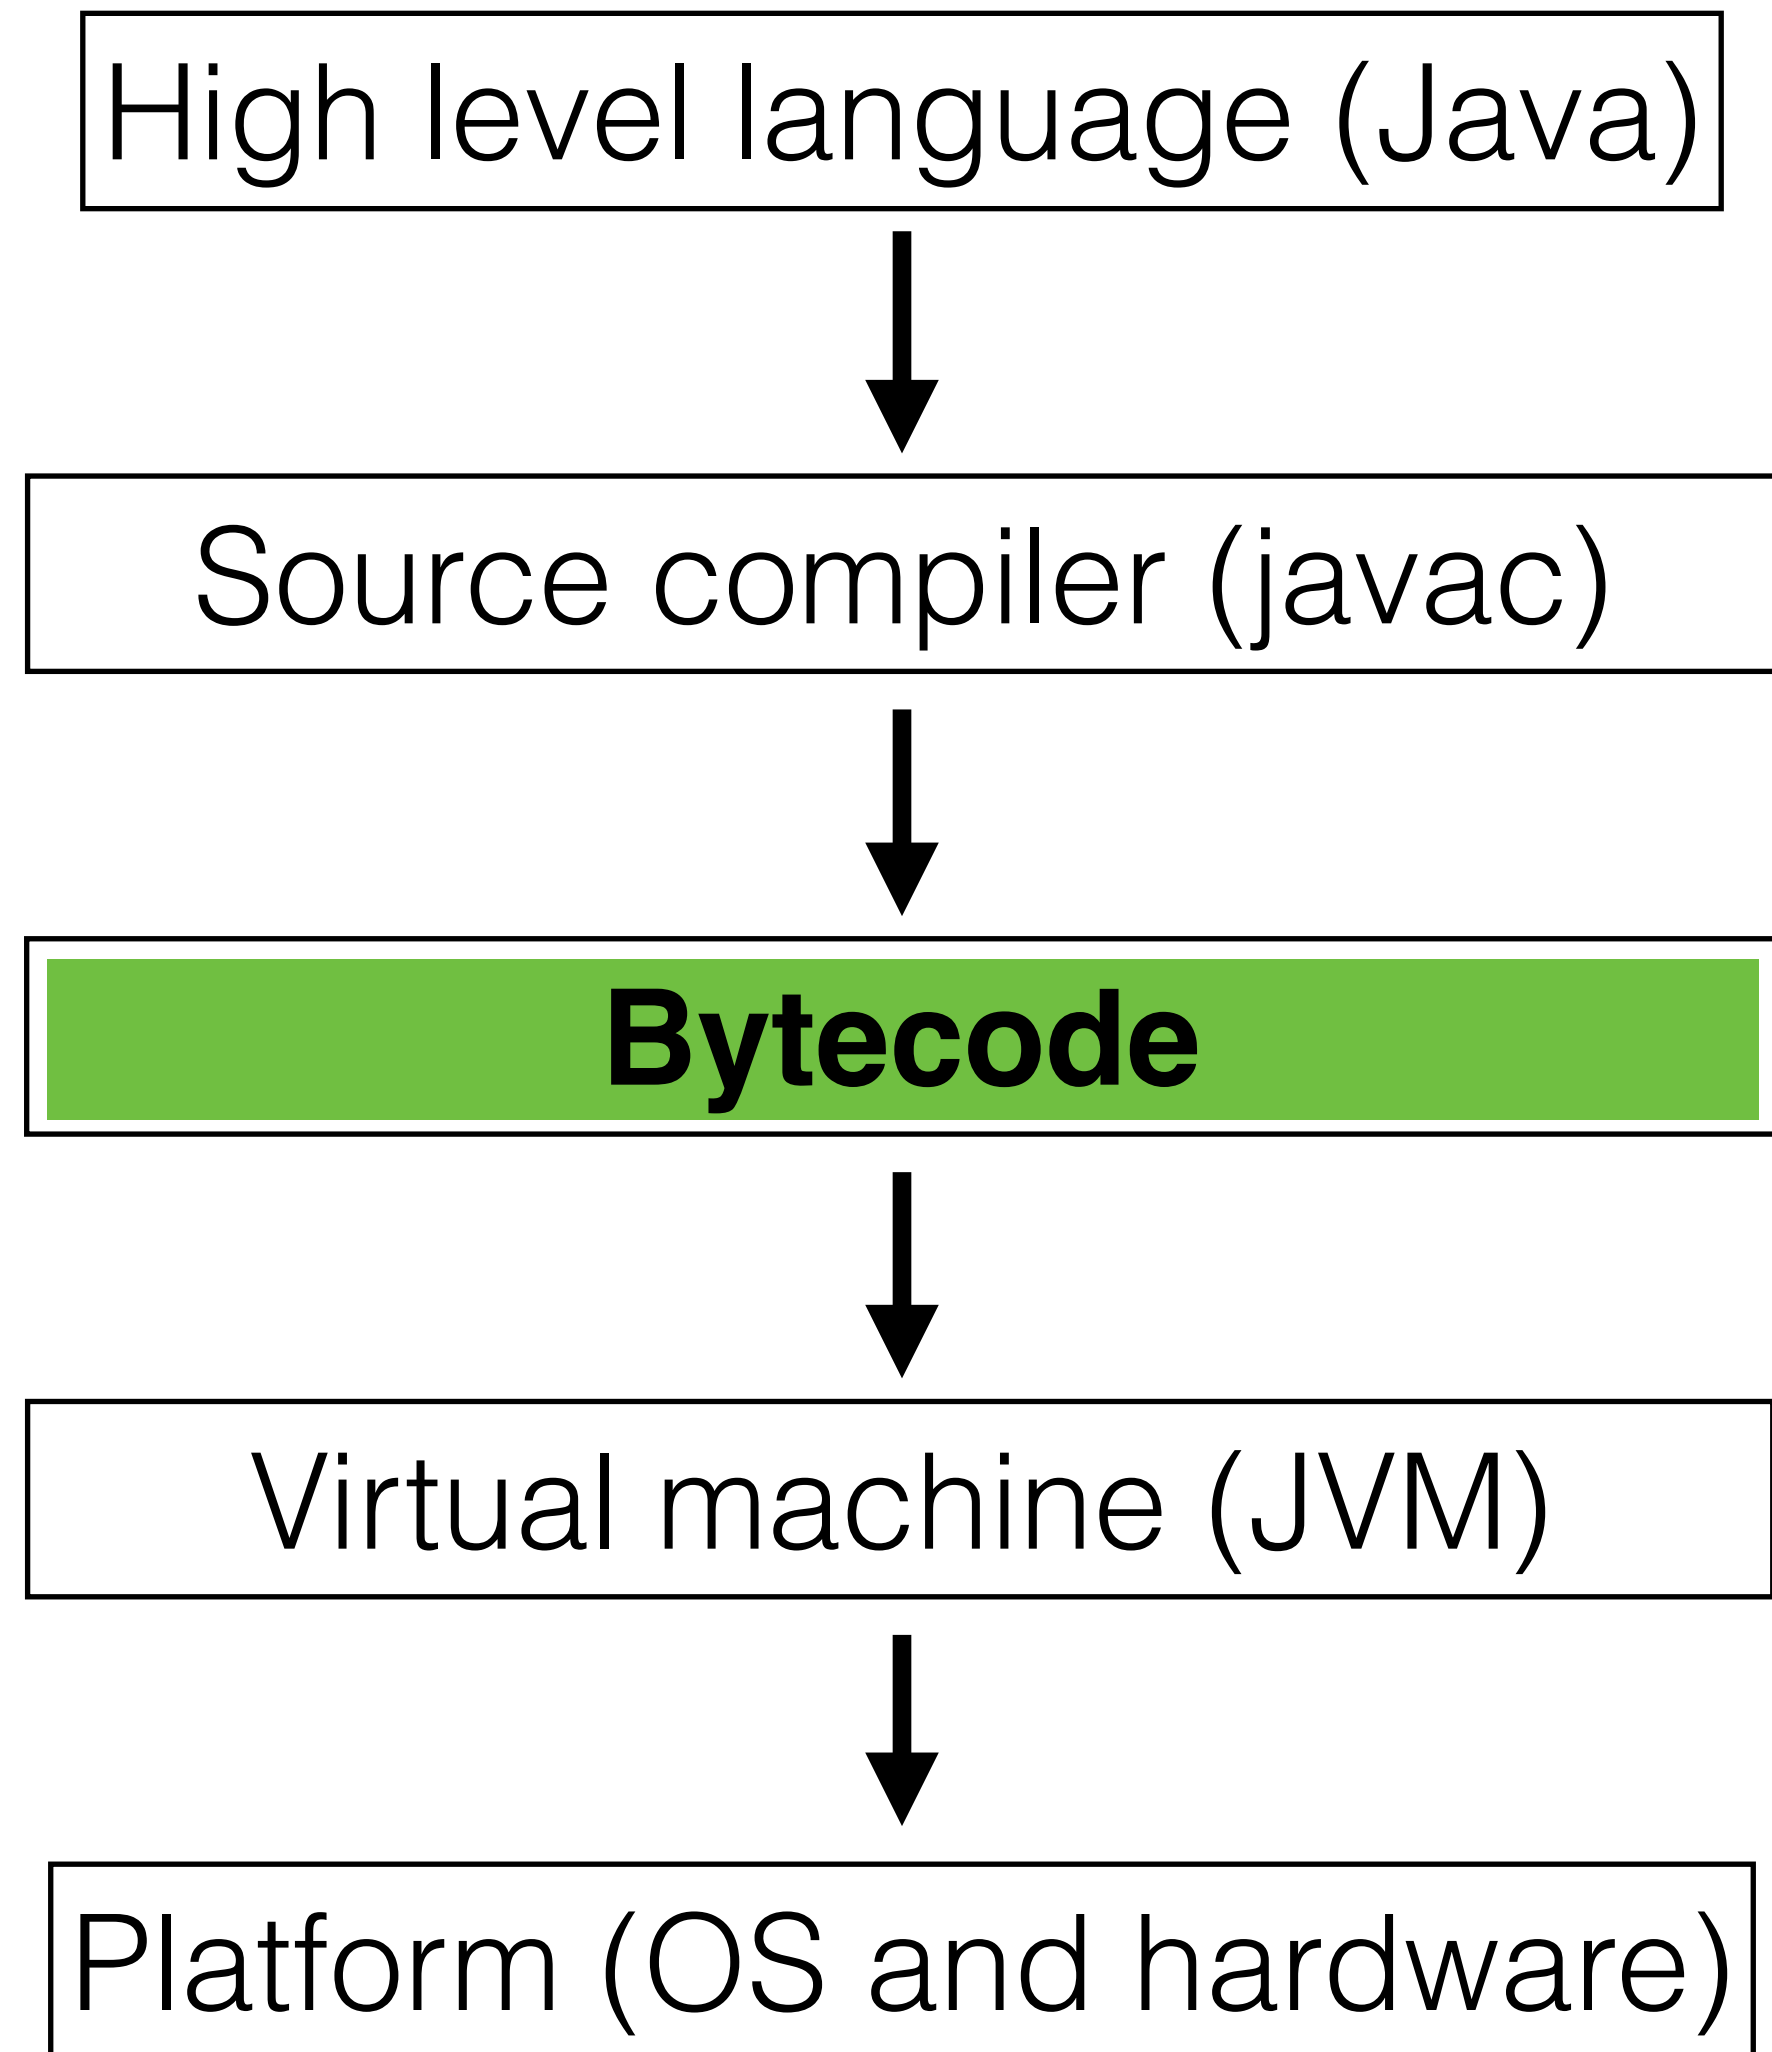 High level language (Java)
Source compiler (javac)
Bytecode
Virtual machine (JVM)
Platform (OS and hardware)